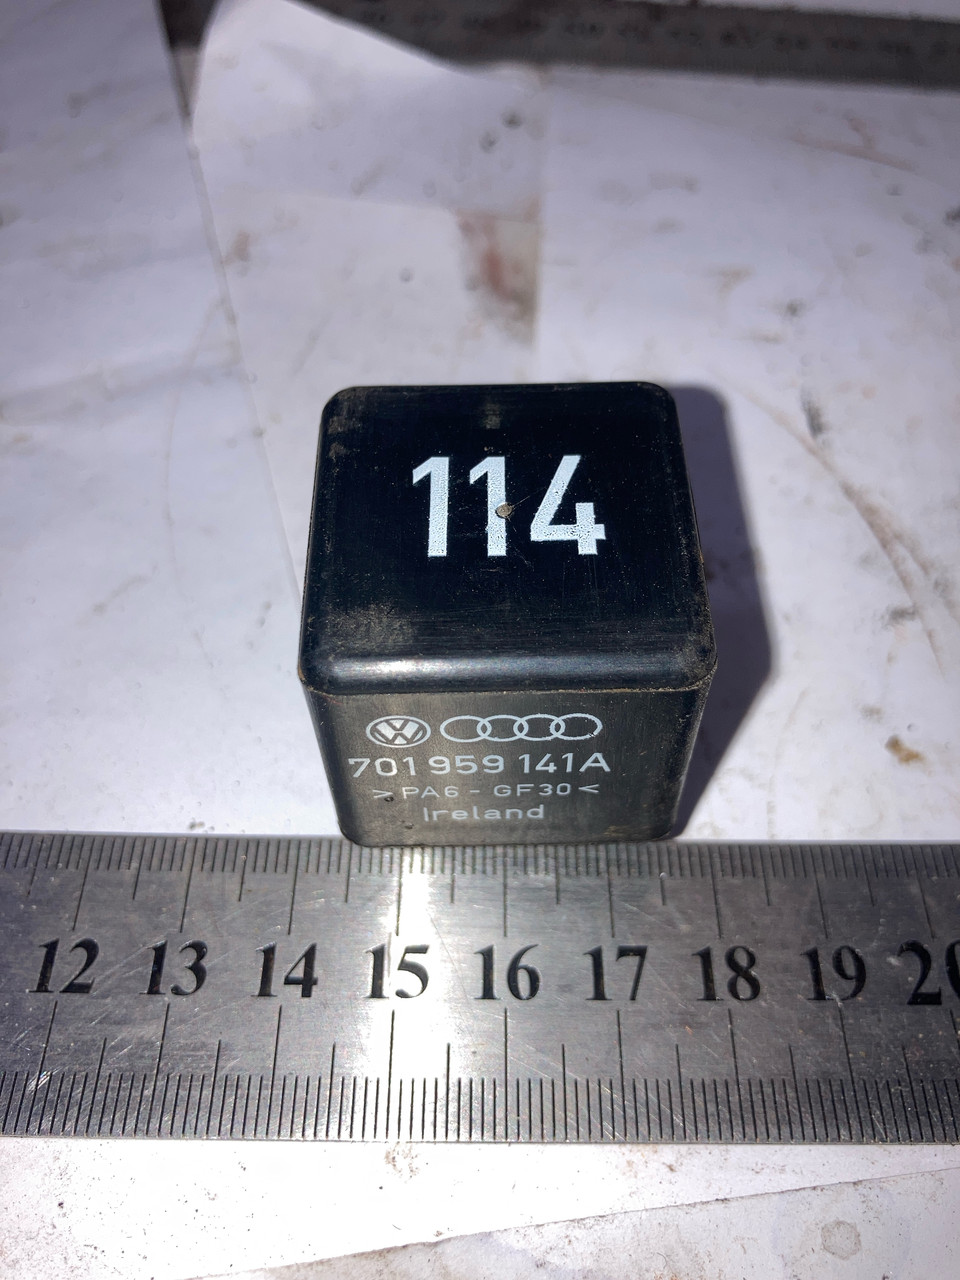 114
701 959 141A
> PA6 - GF30 <
Ireland
12 13 14 15 16 17 18 19 20